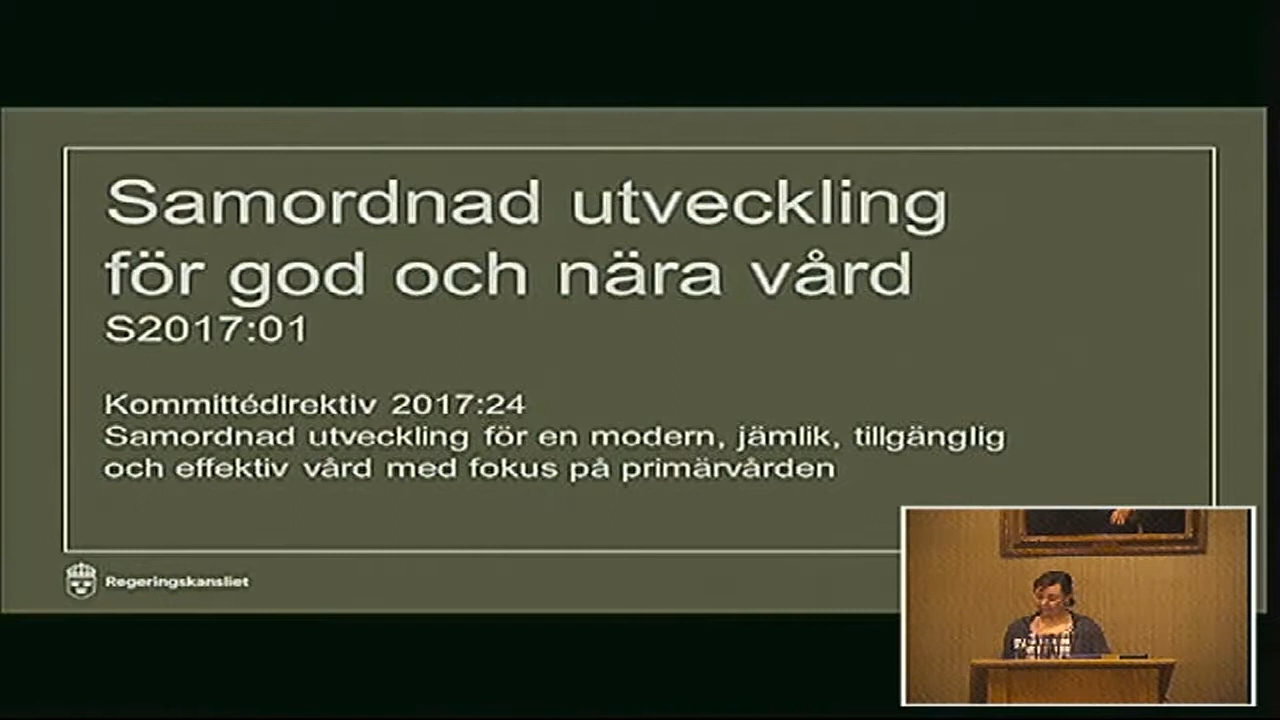 Samordnad utveckling
för god och nära vård
S2017:01
Kommittédirektiv 2017:24
Samordnad utveckling för en modern, jämlik, tillgänglig
och effektiv vård med fokus på primärvården
Regeringskansliet